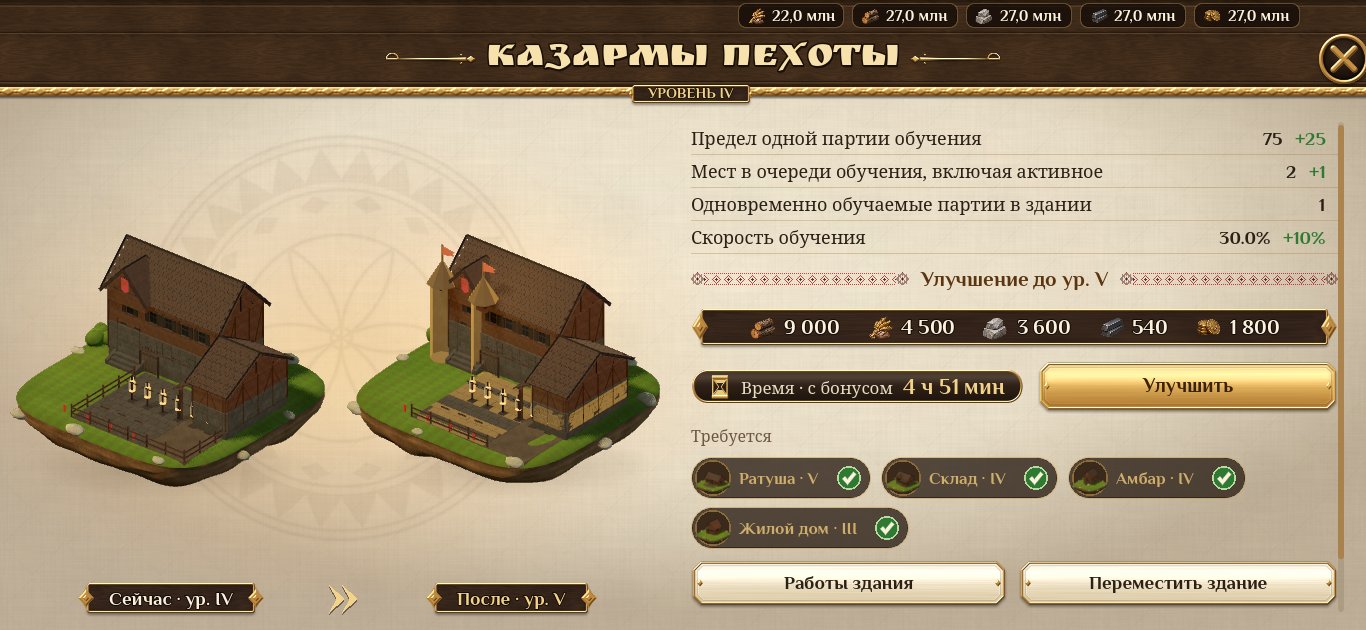 22,0 млн 27,0 млн 27,0 млн 27,0 млн 27,0 млн
КАЗАРМЫ ПЕХОТЫ
УРОВЕНЬ IV
Предел одной партии обучения 75 +25
Мест в очереди обучения, включая активное 2 +1
Одновременно обучаемые партии в здании 1
Скорость обучения 30.0% +10%
Улучшение до ур. V
9 000 4 500 3 600 540 1 800
Время · с бонусом 4 ч 51 мин Улучшить
Требуется
Ратуша · V Склад · IV Амбар · IV
Жилой дом · III
Работы здания Переместить здание
Сейчас · ур. IV После · ур. V